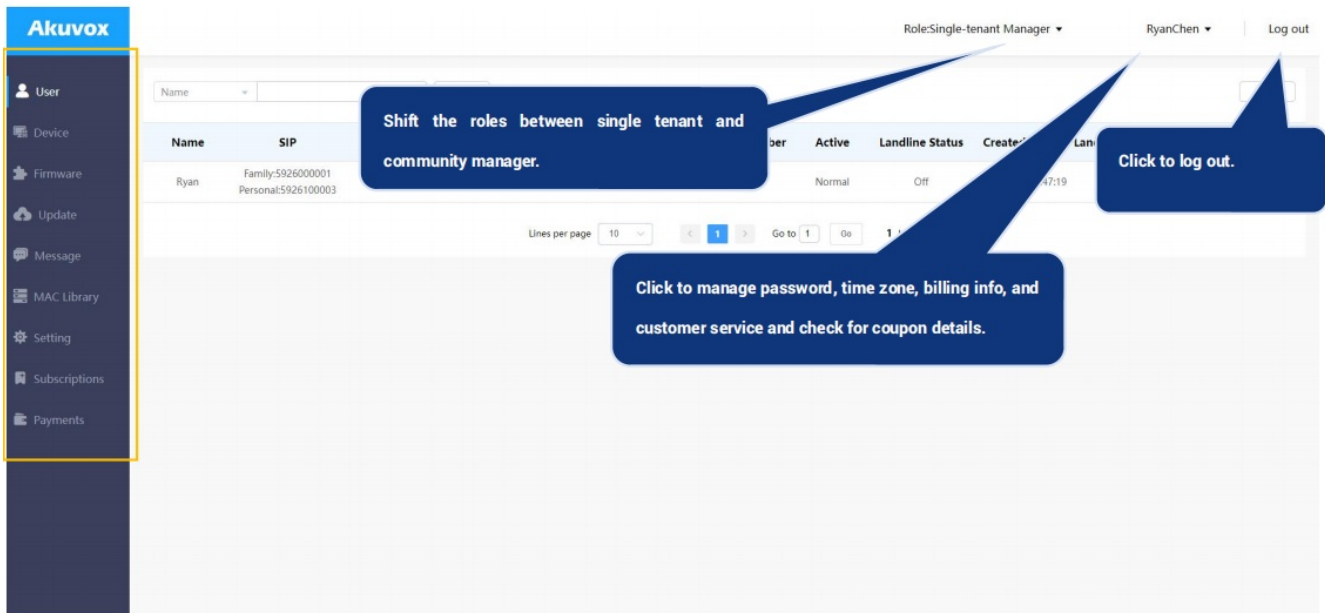 Akuvox
Role:Single-tenant Manager
RyanChen
Log out
User
Device
Firmware
Update
Message
MAC Library
Setting
Subscriptions
Payments
Name
Shift the roles between single tenant and
community manager.
Click to log out.
Name SIP ber Active Landline Status Created Lan
Ryan
Family:5926000001
Personal:5926100003
Normal Off 47:19
Lines per page 10 < 1 > Go to 1 Go 1
Click to manage password, time zone, billing info, and
customer service and check for coupon details.